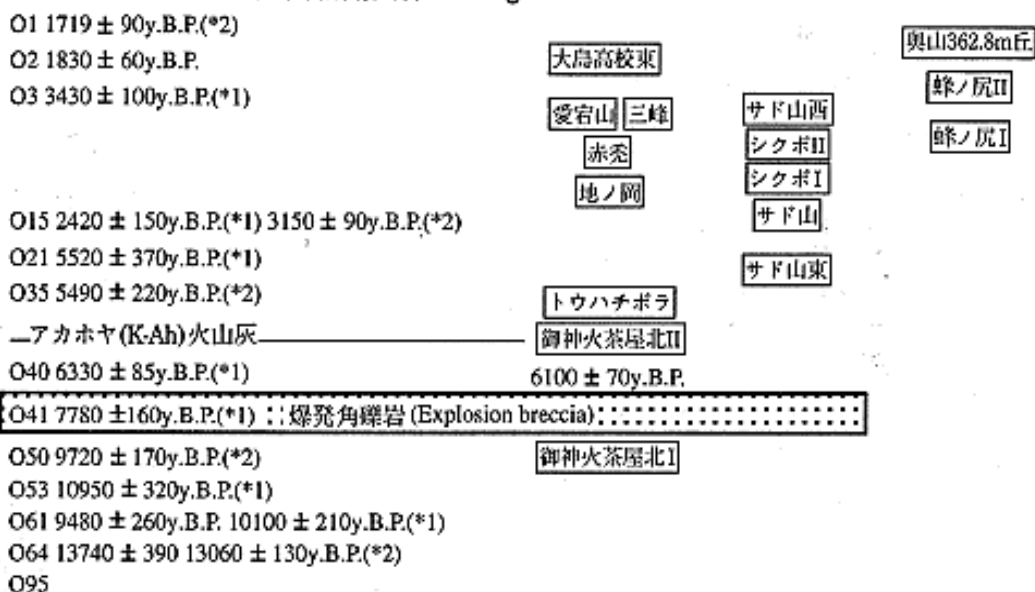 O1 1719 ± 90y.B.P.(*2)
奥山362.8m丘
O2 1830 ± 60y.B.P.
大島高校東
蜂ノ尻II
O3 3430 ± 100y.B.P.(*1)
愛宕山 三峰 サド山西
赤禿 シクボII 蜂ノ尻I
地ノ岡 シクボI
O15 2420 ± 150y.B.P.(*1) 3150 ± 90y.B.P.(*2) サド山
O21 5520 ± 370y.B.P.(*1) サド山東
O35 5490 ± 220y.B.P.(*2) トウハチボラ
アカホヤ(K-Ah)火山灰 御神火茶屋北II
O40 6330 ± 85y.B.P.(*1) 6100 ± 70y.B.P.
O41 7780 ±160y.B.P.(*1) 爆発角礫岩 (Explosion breccia)
O50 9720 ± 170y.B.P.(*2) 御神火茶屋北I
O53 10950 ± 320y.B.P.(*1)
O61 9480 ± 260y.B.P. 10100 ± 210y.B.P.(*1)
O64 13740 ± 390 13060 ± 130y.B.P.(*2)
O95